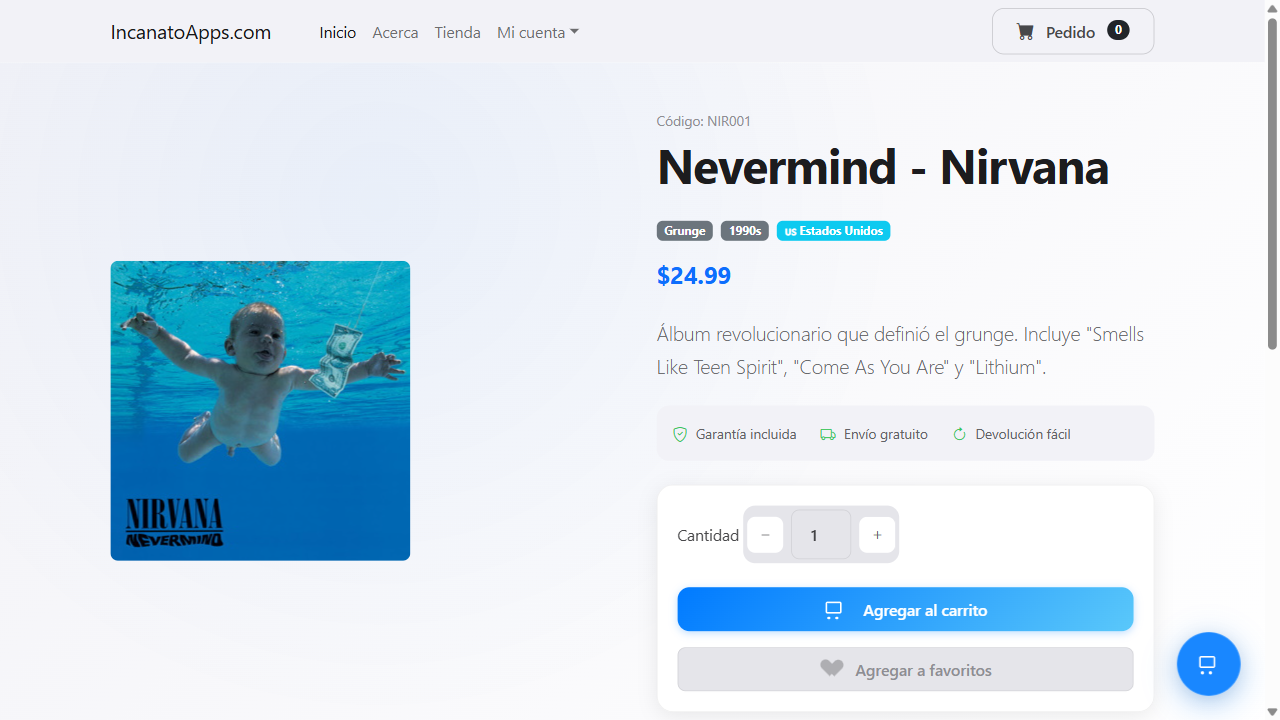 IncanatoApps.com
Inicio
Acerca
Tienda
Mi cuenta
Pedido 0
Código: NIR001
Nevermind - Nirvana
Grunge
1990s
us Estados Unidos
$24.99
Álbum revolucionario que definió el grunge. Incluye "Smells
Like Teen Spirit", "Come As You Are" y "Lithium".
NIRVANA
NEVERMIND
Garantía incluida
Envío gratuito
Devolución fácil
Cantidad − 1 +
Agregar al carrito
Agregar a favoritos